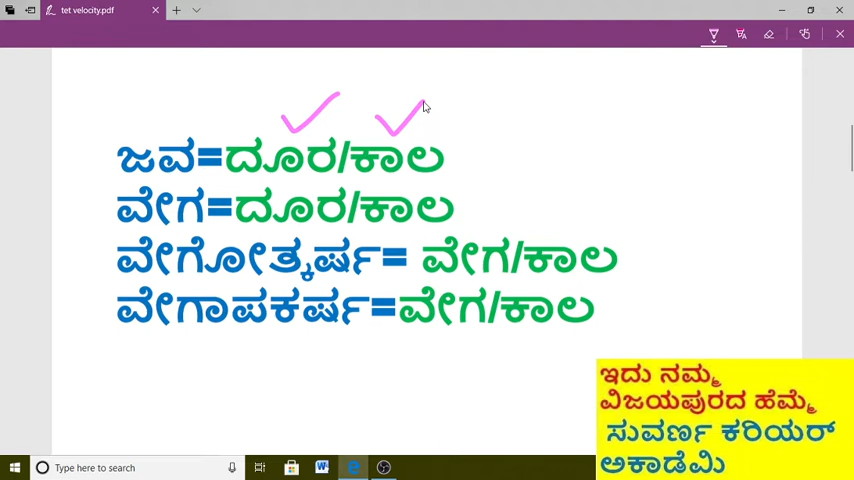 tet velocity.pdf
ಜವ=ದೂರ/ಕಾಲ
ವೇಗ=ದೂರ/ಕಾಲ
ವೇಗೋತ್ಕರ್ಷ= ವೇಗ/ಕಾಲ
ವೇಗಾಪಕರ್ಷ=ವೇಗ/ಕಾಲ
ಇದು ನಮ್ಮ
ವಿಜಯಪುರದ ಹೆಮ್ಮೆ
ಸುವರ್ಣ ಕರಿಯರ್
ಅಕಾಡೆಮಿ
Type here to search